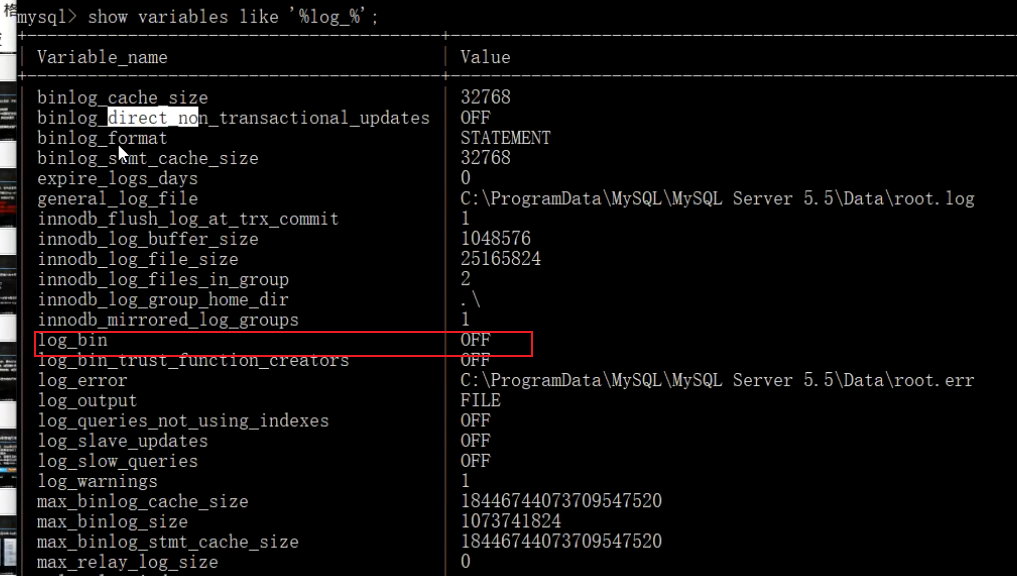 格
mysql> show variables like '%log_%';
Variable_name Value
binlog_cache_size 32768
binlog_direct_non_transactional_updates OFF
binlog_format STATEMENT
binlog_stmt_cache_size 32768
expire_logs_days 0
general_log_file C:\ProgramData\MySQL\MySQL Server 5.5\Data\root.log
innodb_flush_log_at_trx_commit 1
innodb_log_buffer_size 1048576
innodb_log_file_size 25165824
innodb_log_files_in_group 2
innodb_log_group_home_dir .\
innodb_mirrored_log_groups 1
log_bin OFF
log_bin_trust_function_creators OFF
log_error C:\ProgramData\MySQL\MySQL Server 5.5\Data\root.err
log_output FILE
log_queries_not_using_indexes OFF
log_slave_updates OFF
log_slow_queries OFF
log_warnings 1
max_binlog_cache_size 18446744073709547520
max_binlog_size 1073741824
max_binlog_stmt_cache_size 18446744073709547520
max_relay_log_size 0